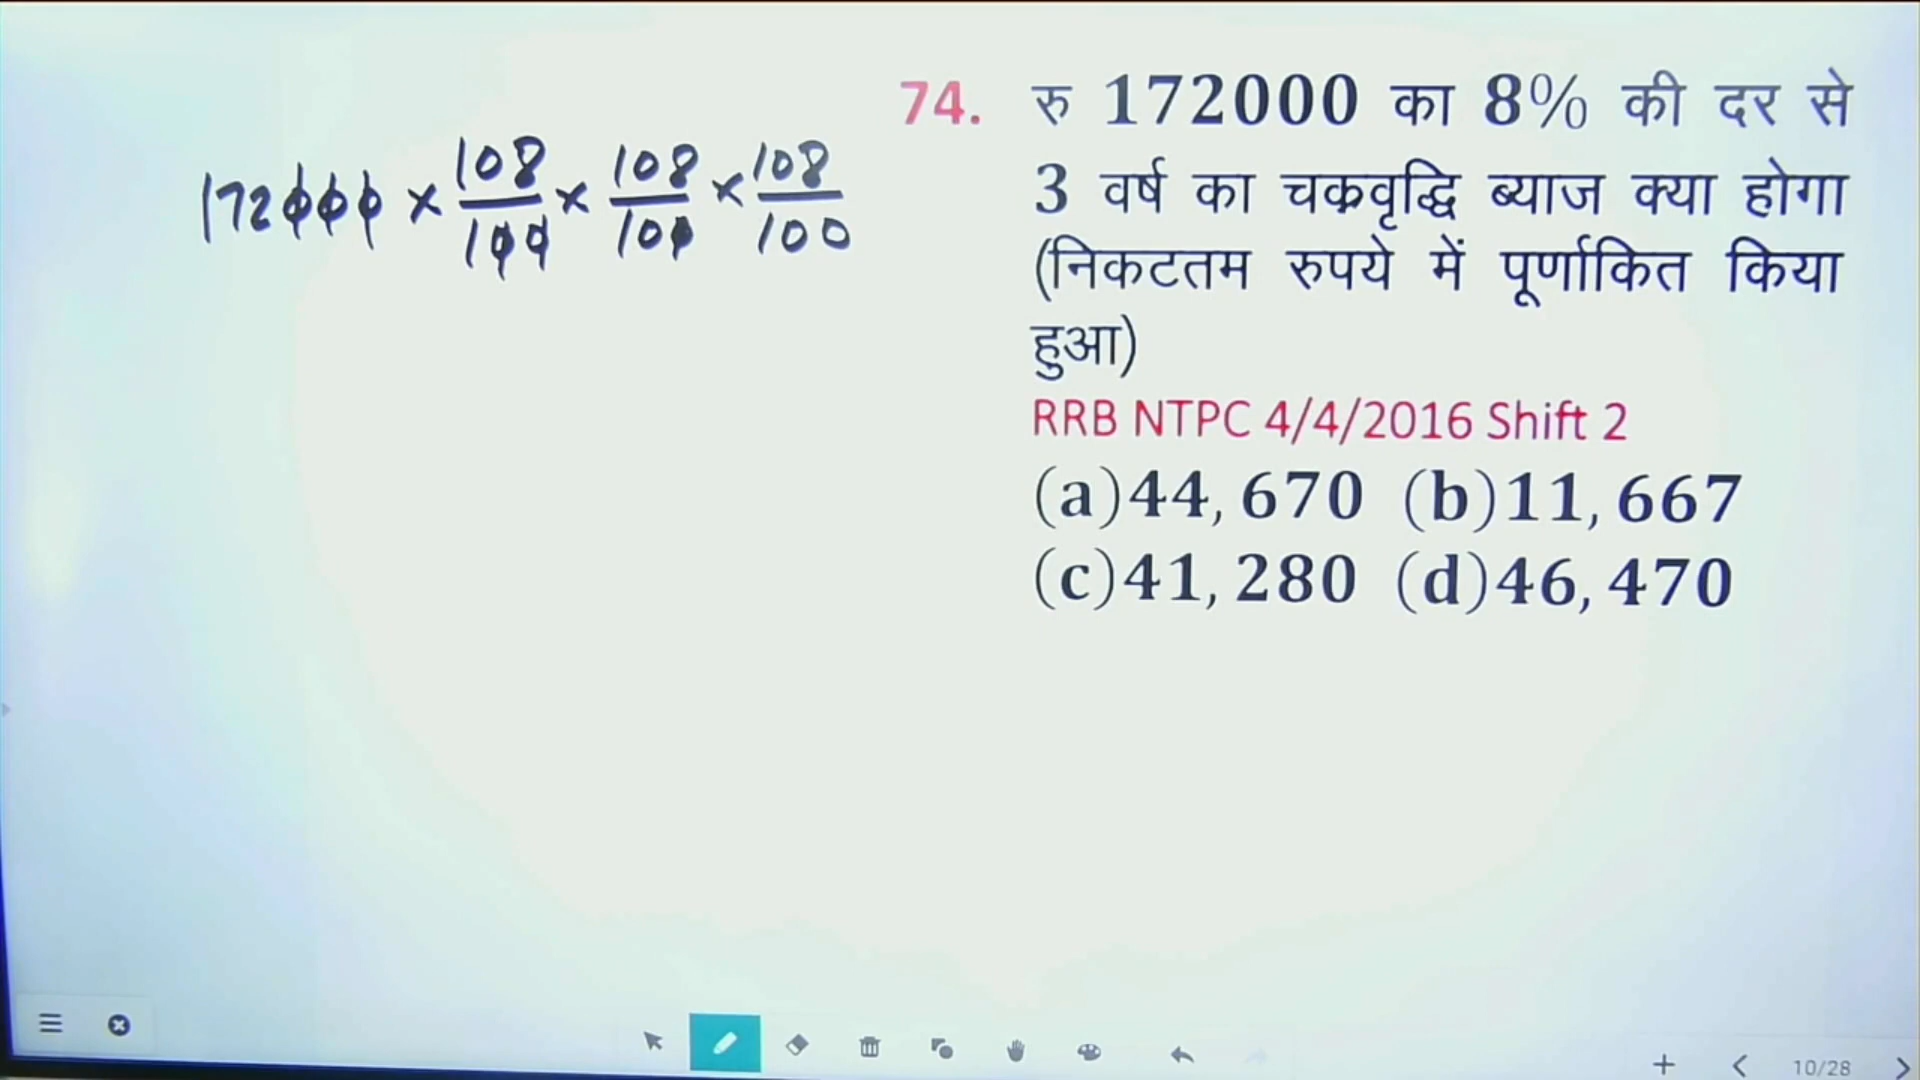 172000 × 108/100 × 108/100 × 108/100
74. रु 172000 का 8% की दर से
3 वर्ष का चक्रवृद्धि ब्याज क्या होगा
(निकटतम रुपये में पूर्णाकित किया
हुआ)
RRB NTPC 4/4/2016 Shift 2
(a)44, 670 (b)11, 667
(c)41, 280 (d)46, 470
10/28